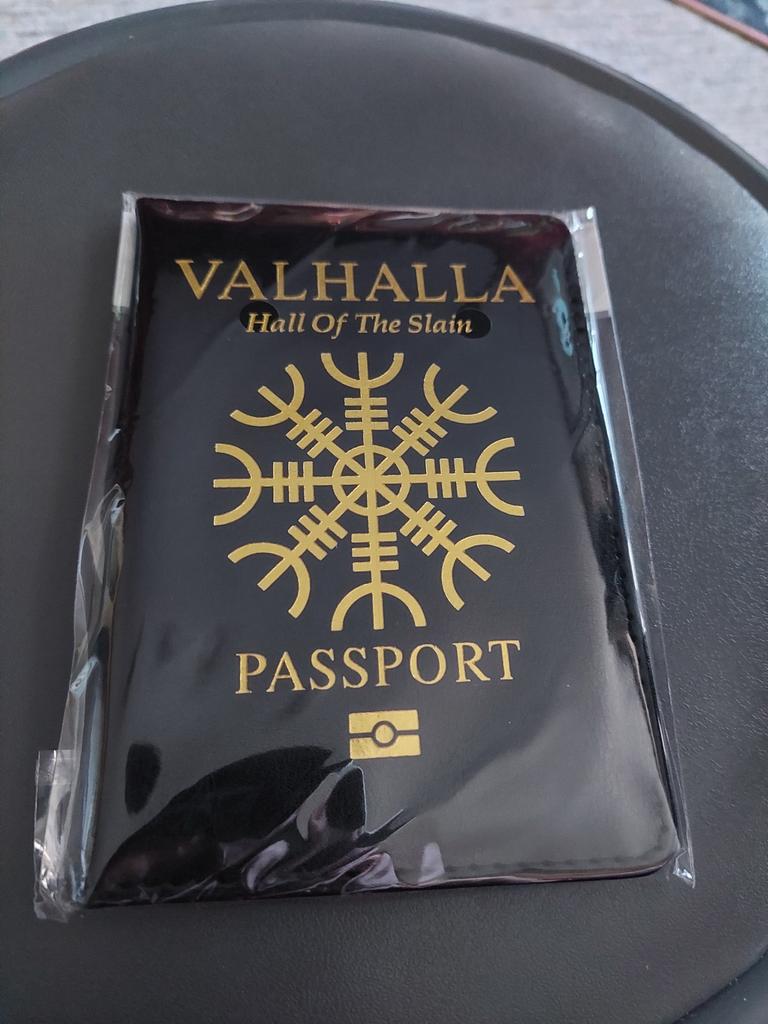 VALHALLA
Hall Of The Slain
PASSPORT